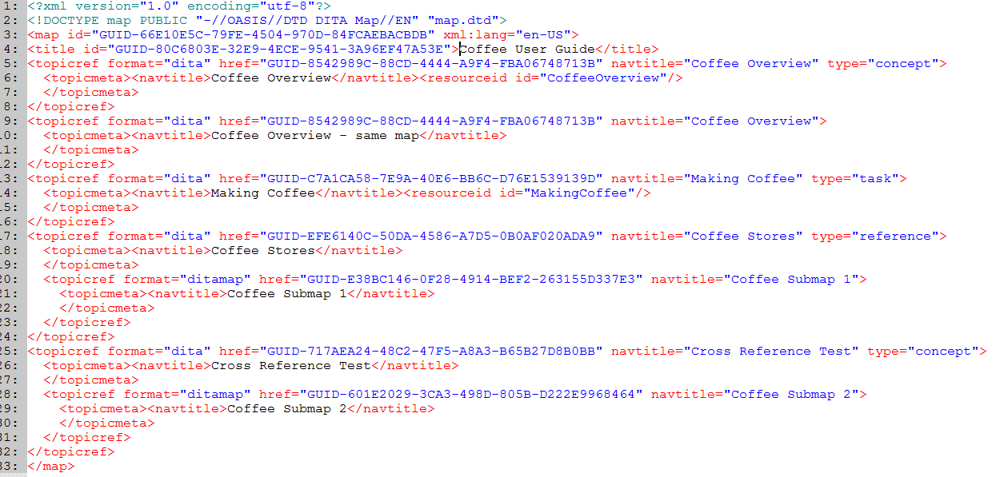 1: <?xml version="1.0" encoding="utf-8"?>
2: <!DOCTYPE map PUBLIC "-//OASIS//DTD DITA Map//EN" "map.dtd">
3: <map id="GUID-66E10E5C-79FE-4504-970D-84FCAEBACBDB" xml:lang="en-US">
4: <title id="GUID-80C6803E-32E9-4ECE-9541-3A96EF47A53E">Coffee User Guide</title>
5: <topicref format="dita" href="GUID-8542989C-88CD-4444-A9F4-FBA06748713B" navtitle="Coffee Overview" type="concept">
6:   <topicmeta><navtitle>Coffee Overview</navtitle><resourceid id="CoffeeOverview"/>
7:   </topicmeta>
8: </topicref>
9: <topicref format="dita" href="GUID-8542989C-88CD-4444-A9F4-FBA06748713B" navtitle="Coffee Overview">
10:   <topicmeta><navtitle>Coffee Overview - same map</navtitle>
11:   </topicmeta>
12: </topicref>
13: <topicref format="dita" href="GUID-C7A1CA58-7E9A-40E6-BB6C-D76E1539139D" navtitle="Making Coffee" type="task">
14:   <topicmeta><navtitle>Making Coffee</navtitle><resourceid id="MakingCoffee"/>
15:   </topicmeta>
16: </topicref>
17: <topicref format="dita" href="GUID-EFE6140C-50DA-4586-A7D5-0B0AF020ADA9" navtitle="Coffee Stores" type="reference">
18:   <topicmeta><navtitle>Coffee Stores</navtitle>
19:   </topicmeta>
20:   <topicref format="ditamap" href="GUID-E38BC146-0F28-4914-BEF2-263155D337E3" navtitle="Coffee Submap 1">
21:     <topicmeta><navtitle>Coffee Submap 1</navtitle>
22:     </topicmeta>
23:   </topicref>
24: </topicref>
25: <topicref format="dita" href="GUID-717AEA24-48C2-47F5-A8A3-B65B27D8B0BB" navtitle="Cross Reference Test" type="concept">
26:   <topicmeta><navtitle>Cross Reference Test</navtitle>
27:   </topicmeta>
28:   <topicref format="ditamap" href="GUID-601E2029-3CA3-498D-805B-D222E9968464" navtitle="Coffee Submap 2">
29:     <topicmeta><navtitle>Coffee Submap 2</navtitle>
30:     </topicmeta>
31:   </topicref>
32: </topicref>
33: </map>